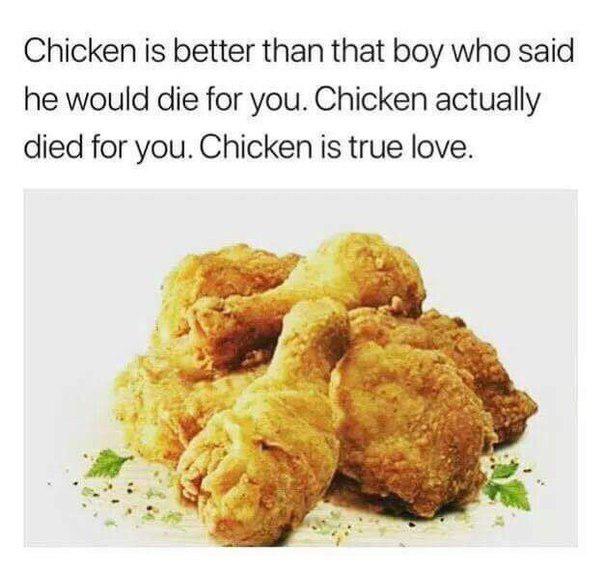 Chicken is better than that boy who said
he would die for you. Chicken actually
died for you. Chicken is true love.